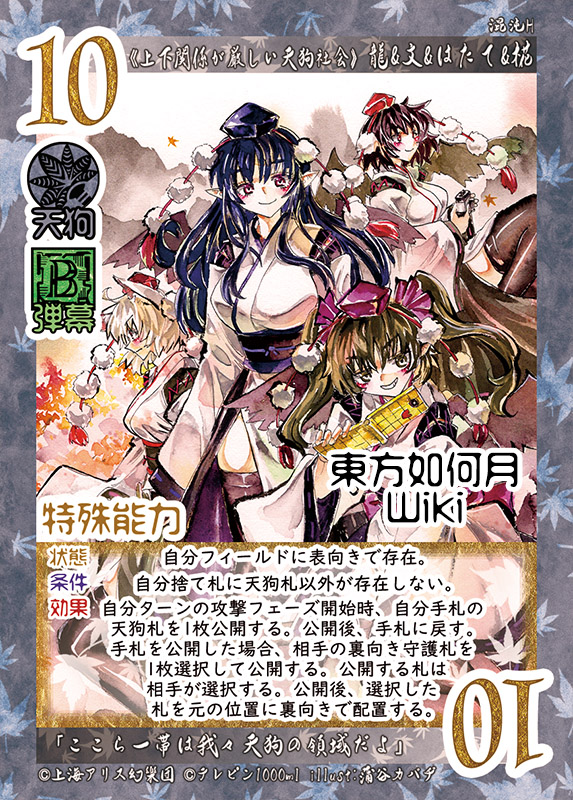 混沌H
10
《上下関係が厳しい天狗社会》 龍&文&はたて&椛
天狗
B
弾幕
東方如何月
Wiki
特殊能力
状態 自分フィールドに表向きで存在。
条件 自分捨て札に天狗札以外が存在しない。
効果 自分ターンの攻撃フェーズ開始時、自分手札の
天狗札を1枚公開する。公開後、手札に戻す。
手札を公開した場合、相手の裏向き守護札を
1枚選択して公開する。公開する札は
相手が選択する。公開後、選択した
札を元の位置に裏向きで配置する。
10
「ここら一帯は我々天狗の領域だよ」
©上海アリス幻樂団 ©テレピン1000ml illust:蒲谷カバヂ